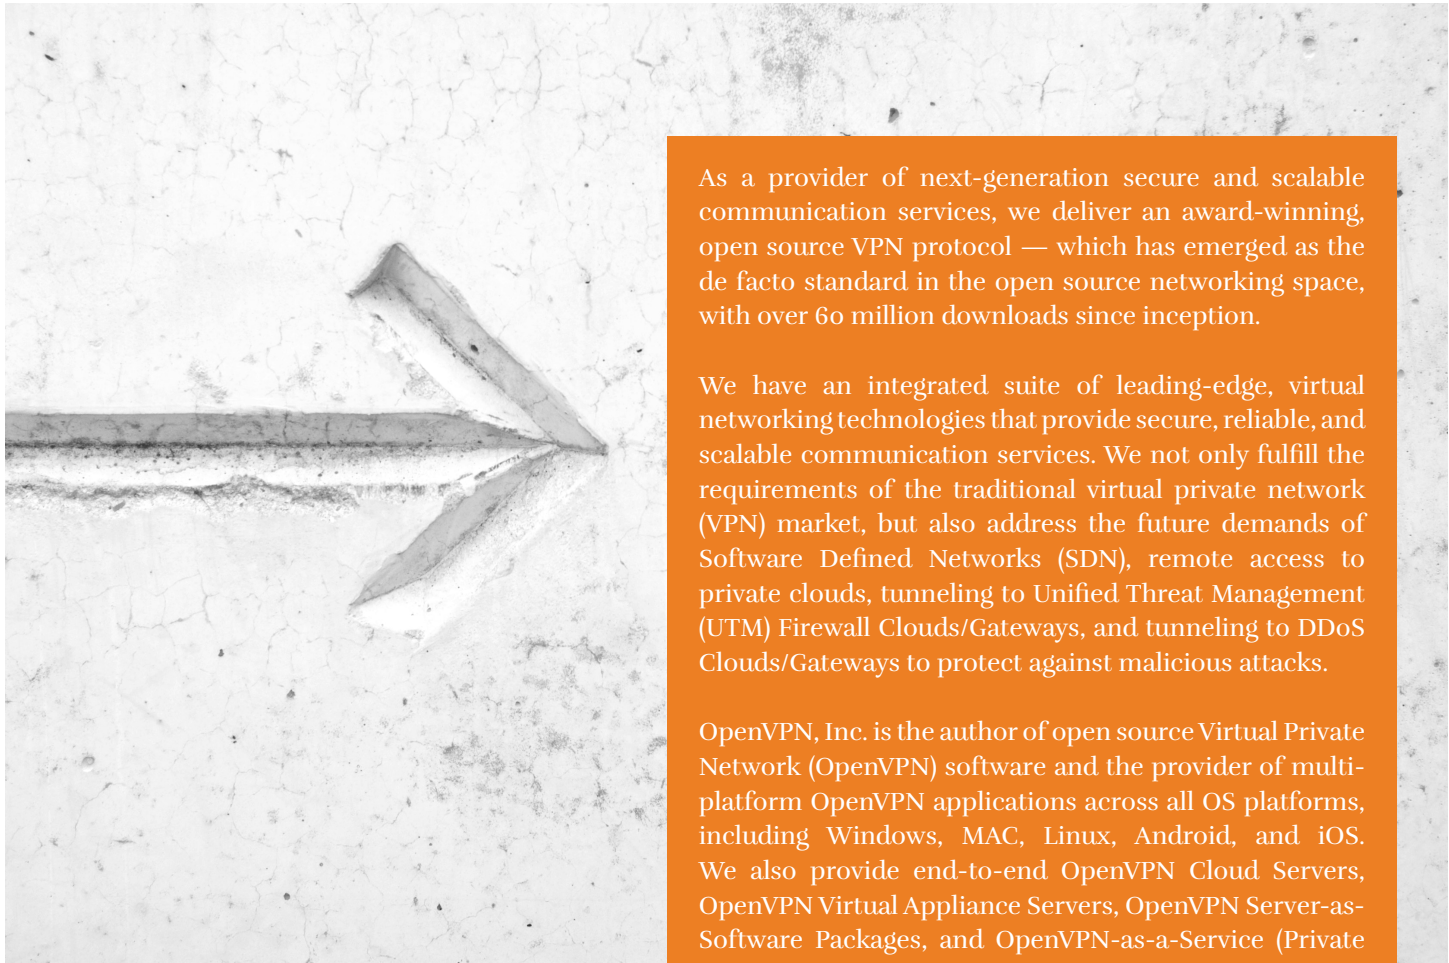 As a provider of next-generation secure and scalable
communication services, we deliver an award-winning,
open source VPN protocol — which has emerged as the
de facto standard in the open source networking space,
with over 60 million downloads since inception.
We have an integrated suite of leading-edge, virtual
networking technologies that provide secure, reliable, and
scalable communication services. We not only fulfill the
requirements of the traditional virtual private network
(VPN) market, but also address the future demands of
Software Defined Networks (SDN), remote access to
private clouds, tunneling to Unified Threat Management
(UTM) Firewall Clouds/Gateways, and tunneling to DDoS
Clouds/Gateways to protect against malicious attacks.
OpenVPN, Inc. is the author of open source Virtual Private
Network (OpenVPN) software and the provider of multi-
platform OpenVPN applications across all OS platforms,
including Windows, MAC, Linux, Android, and iOS.
We also provide end-to-end OpenVPN Cloud Servers,
OpenVPN Virtual Appliance Servers, OpenVPN Server-as-
Software Packages, and OpenVPN-as-a-Service (Private